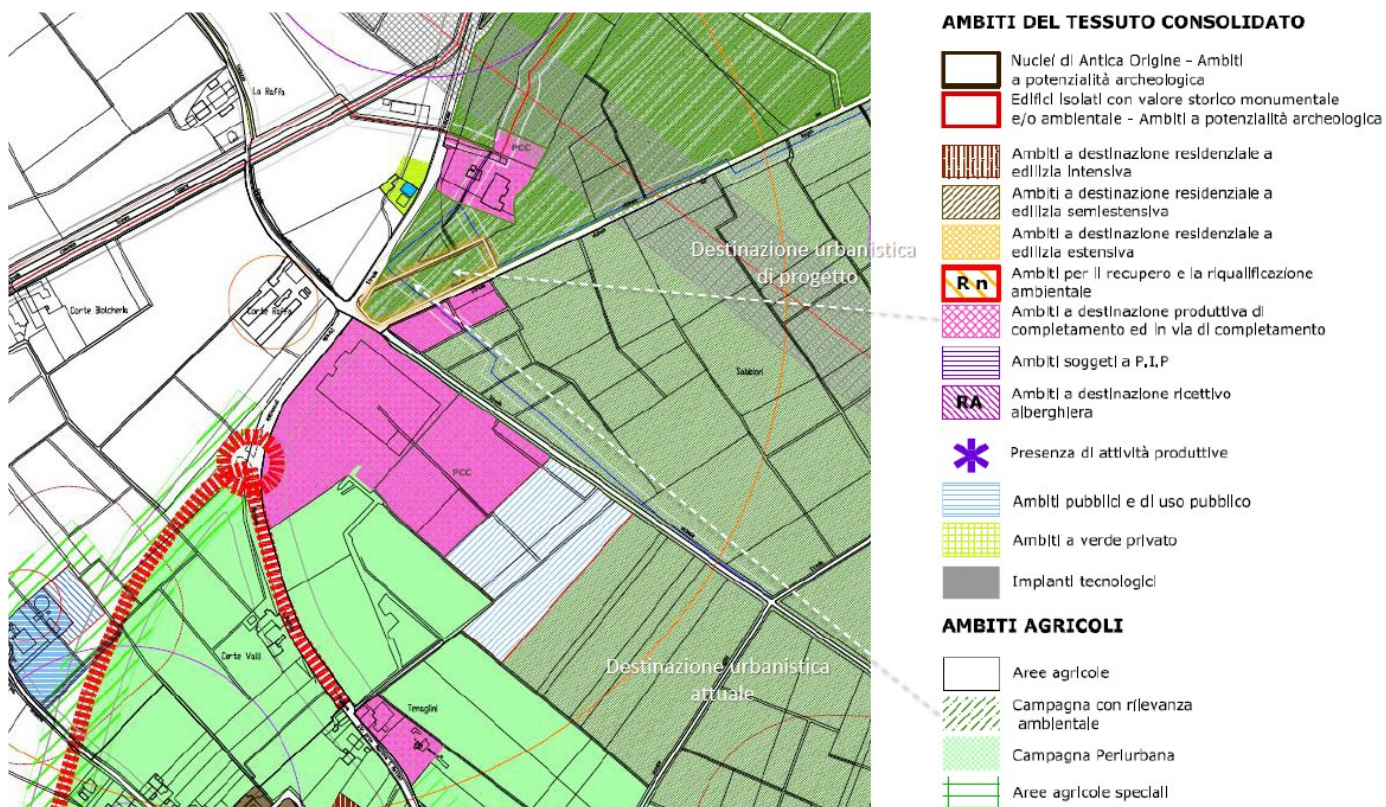 La Raffa
PCC
Destinazione urbanistica
di progetto
Corte Biolcheria
Corte Raffa
Sabbioni
PCC
Corte Valli
Destinazione urbanistica
attuale
Tenaglini
AMBITI DEL TESSUTO CONSOLIDATO
Nuclei di Antica Origine - Ambiti
a potenzialità archeologica
Edifici isolati con valore storico monumentale
e/o ambientale - Ambiti a potenzialità archeologica
Ambiti a destinazione residenziale a
edilizia intensiva
Ambiti a destinazione residenziale a
edilizia semiestensiva
Ambiti a destinazione residenziale a
edilizia estensiva
R n
Ambiti per il recupero e la riqualificazione
ambientale
Ambiti a destinazione produttiva di
completamento ed in via di completamento
Ambiti soggeti a P.I.P
RA
Ambiti a destinazione ricettivo
alberghiera
Presenza di attività produttive
Ambiti pubblici e di uso pubblico
Ambiti a verde privato
Impianti tecnologici
AMBITI AGRICOLI
Aree agricole
Campagna con rilevanza
ambientale
Campagna Periurbana
Aree agricole speciali